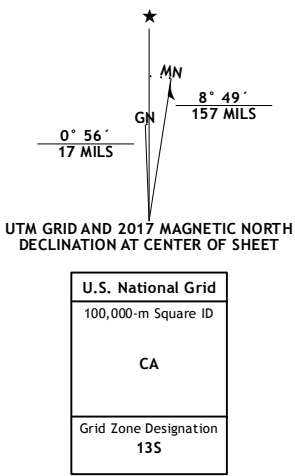 ★
MN
GN
8° 49´
157 MILS
0° 56´
17 MILS
UTM GRID AND 2017 MAGNETIC NORTH
DECLINATION AT CENTER OF SHEET
U.S. National Grid
100,000-m Square ID
CA
Grid Zone Designation
13S